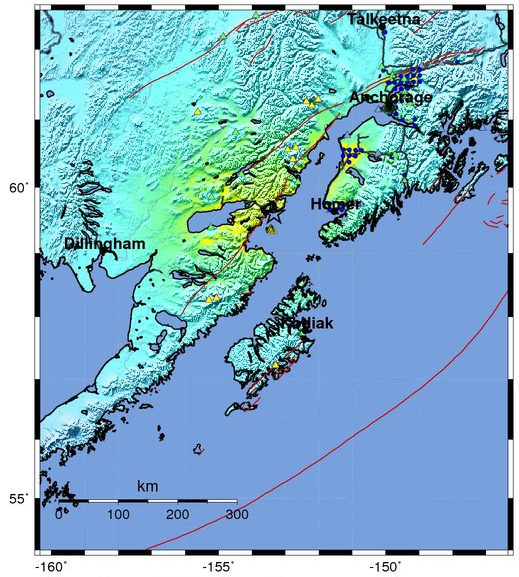 Talkeetna
Anchorage
60°
Homer
Dillingham
Kodiak
km
0 100 200 300
55°
-160° -155° -150°